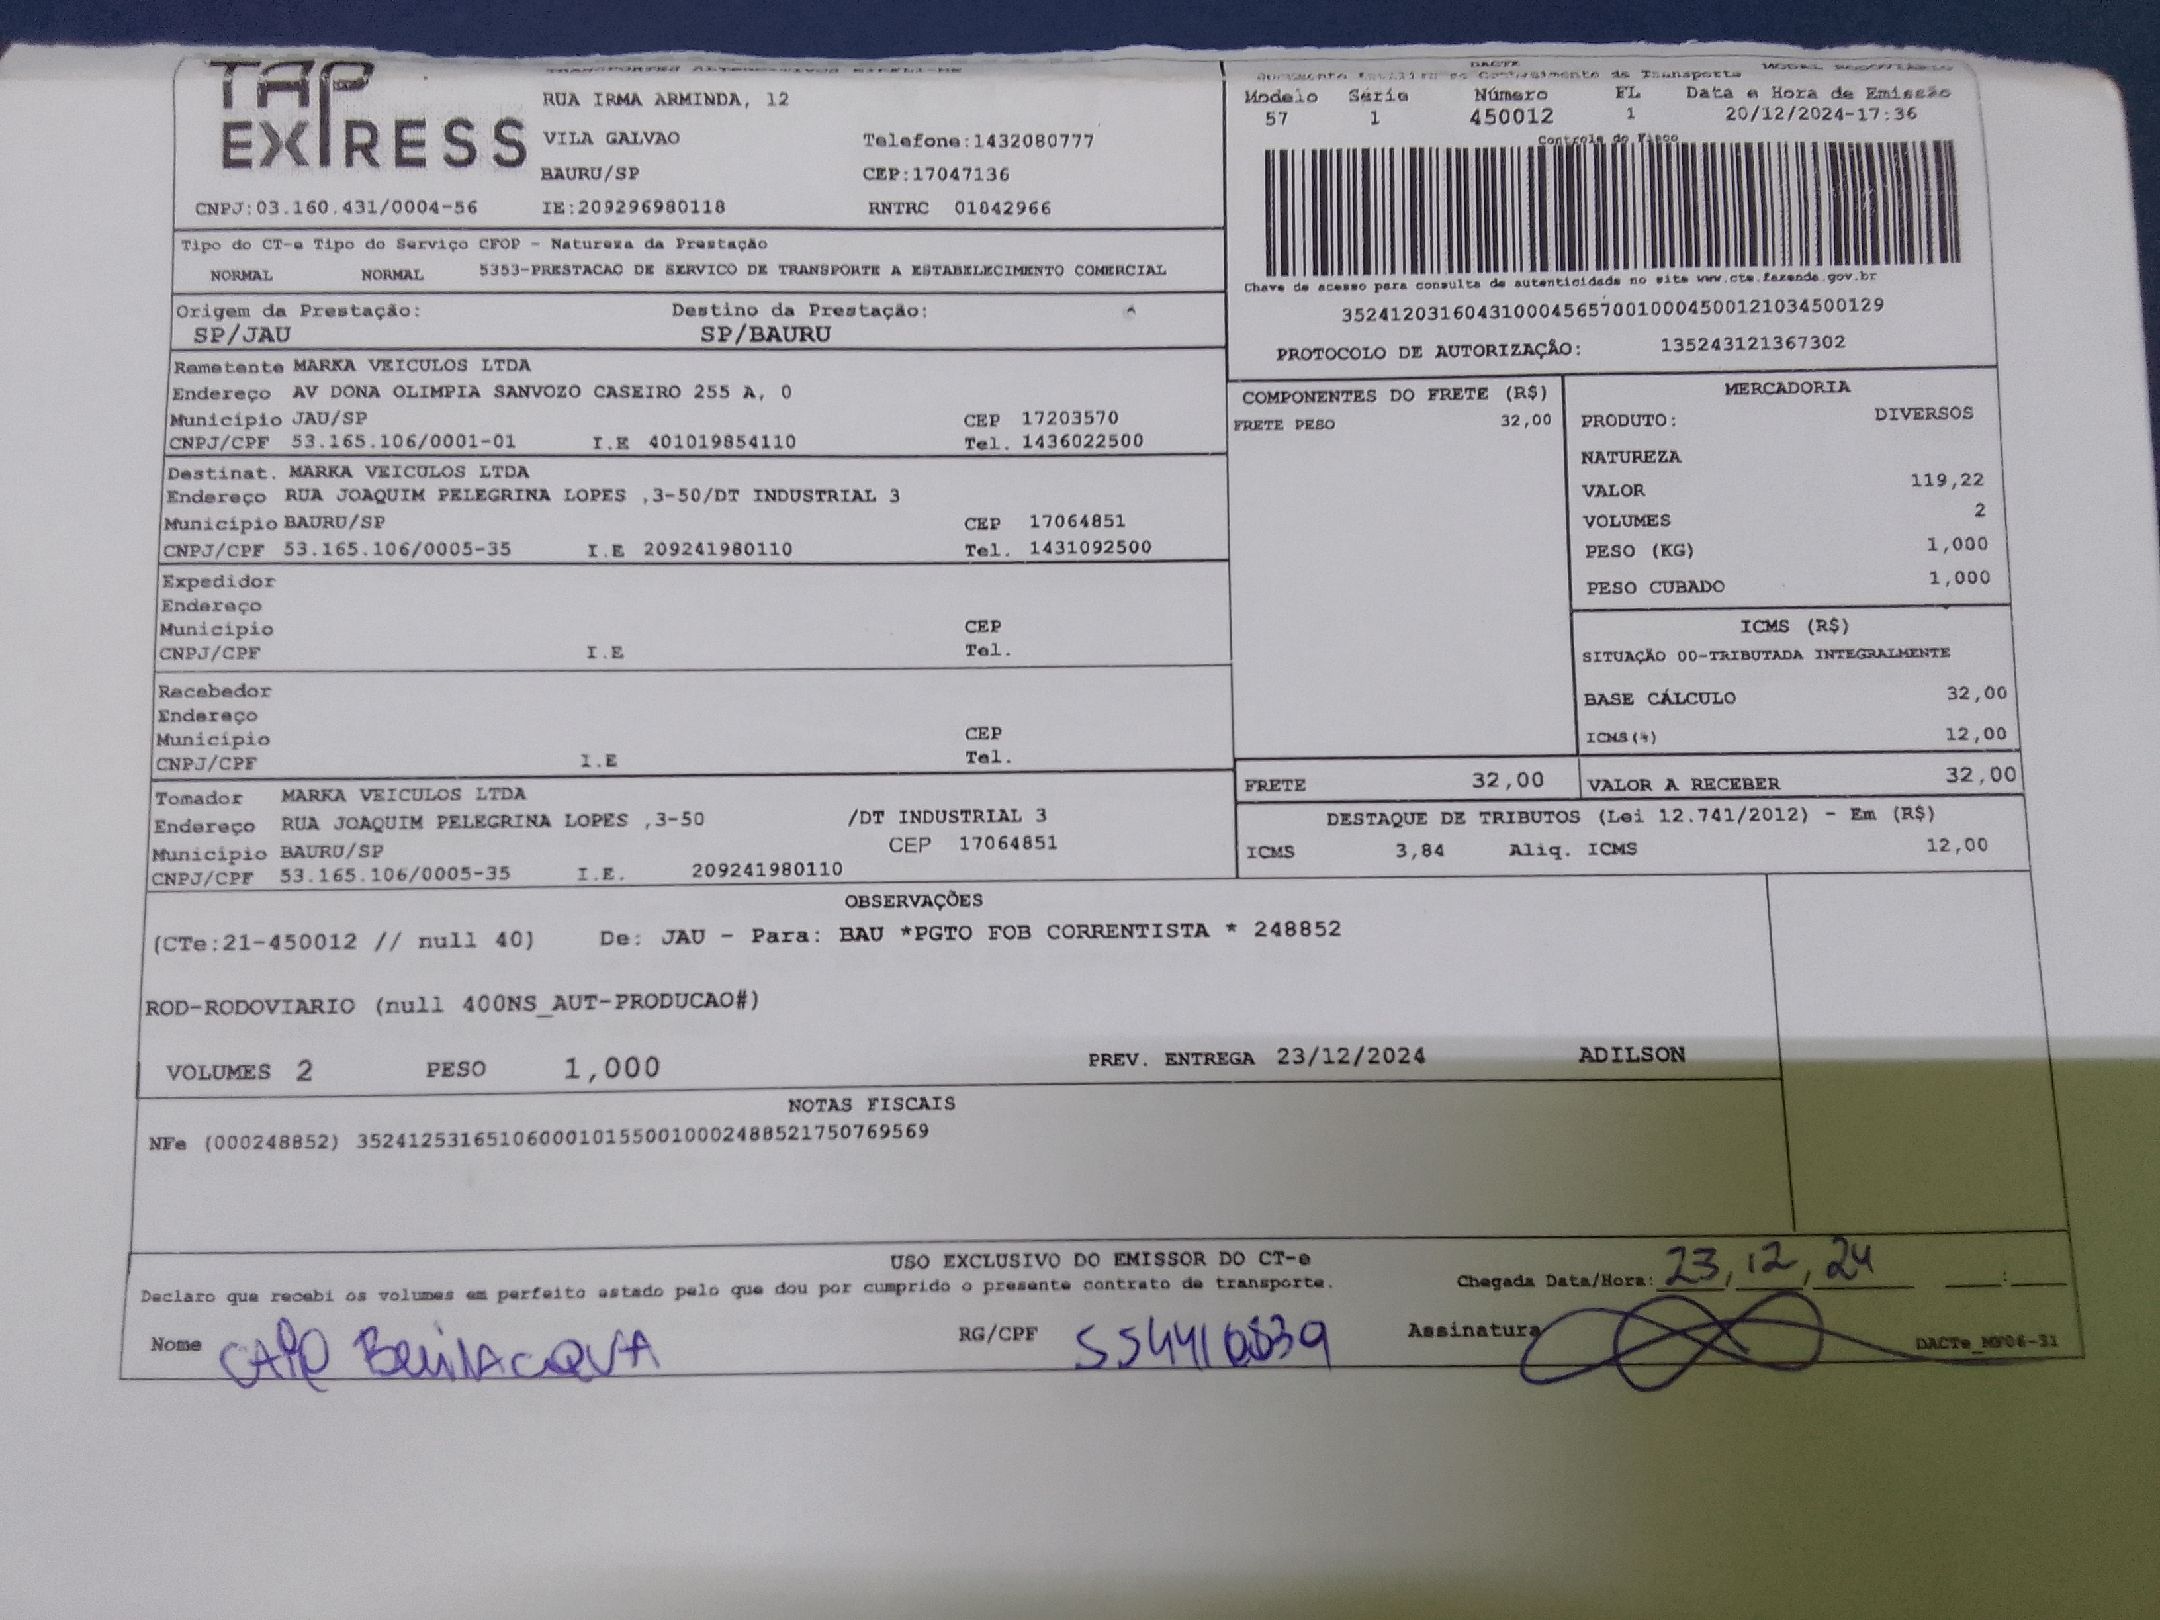 TAP
EXPRESS
TRANSPORTES ALTERNATIVOS EIRELI-ME
RUA IRMA ARMINDA, 12
VILA GALVAO Telefone:1432080777
BAURU/SP CEP:17047136
CNPJ:03.160.431/0004-56 IE:209296980118 RNTRC 01842966
DACTE
de Transporte
Modelo Série Número FL Data e Hora de Emissão
57 1 450012 1 20/12/2024-17:36
Controle do Fisco
Chave de acesso para consulta de autenticidade no site www.cte.fazenda.gov.br
35241203160431000456570010004500121034500129
PROTOCOLO DE AUTORIZAÇÃO: 135243121367302
Tipo do CT-e Tipo do Serviço CFOP - Natureza da Prestação
NORMAL NORMAL 5353-PRESTACAO DE SERVICO DE TRANSPORTE A ESTABELECIMENTO COMERCIAL
Origem da Prestação: Destino da Prestação:
SP/JAU SP/BAURU
Remetente MARKA VEICULOS LTDA
Endereço AV DONA OLIMPIA SANVOZO CASEIRO 255 A, 0
Município JAU/SP CEP 17203570
CNPJ/CPF 53.165.106/0001-01 I.E 401019854110 Tel. 1436022500
Destinat. MARKA VEICULOS LTDA
Endereço RUA JOAQUIM PELEGRINA LOPES ,3-50/DT INDUSTRIAL 3
Município BAURU/SP CEP 17064851
CNPJ/CPF 53.165.106/0005-35 I.E 209241980110 Tel. 1431092500
Expedidor
Endereço
Município CEP
CNPJ/CPF I.E Tel.
Recebedor
Endereço
Município CEP
CNPJ/CPF I.E Tel.
Tomador MARKA VEICULOS LTDA
Endereço RUA JOAQUIM PELEGRINA LOPES ,3-50 /DT INDUSTRIAL 3
Município BAURU/SP CEP 17064851
CNPJ/CPF 53.165.106/0005-35 I.E. 209241980110
COMPONENTES DO FRETE (R$)
FRETE PESO 32,00
MERCADORIA
PRODUTO: DIVERSOS
NATUREZA
VALOR 119,22
VOLUMES 2
PESO (KG) 1,000
PESO CUBADO 1,000
ICMS (R$)
SITUAÇÃO 00-TRIBUTADA INTEGRALMENTE
BASE CÁLCULO 32,00
ICMS(%) 12,00
FRETE 32,00 VALOR A RECEBER 32,00
DESTAQUE DE TRIBUTOS (Lei 12.741/2012) - Em (R$)
ICMS 3,84 Aliq. ICMS 12,00
OBSERVAÇÕES
(CTe:21-450012 // null 40) De: JAU - Para: BAU *PGTO FOB CORRENTISTA * 248852
ROD-RODOVIARIO (null 400NS_AUT-PRODUCAO#)
VOLUMES 2 PESO 1,000 PREV. ENTREGA 23/12/2024 ADILSON
NOTAS FISCAIS
NFe (000248852) 35241253165106000101550010002488521750769569
USO EXCLUSIVO DO EMISSOR DO CT-e
Declaro que recebi os volumes em perfeito estado pelo que dou por cumprido o presente contrato de transporte. Chegada Data/Hora: 23,12,24 :
Nome BEVILACQUA RG/CPF 554410839 Assinatura DACTe_MP06-31